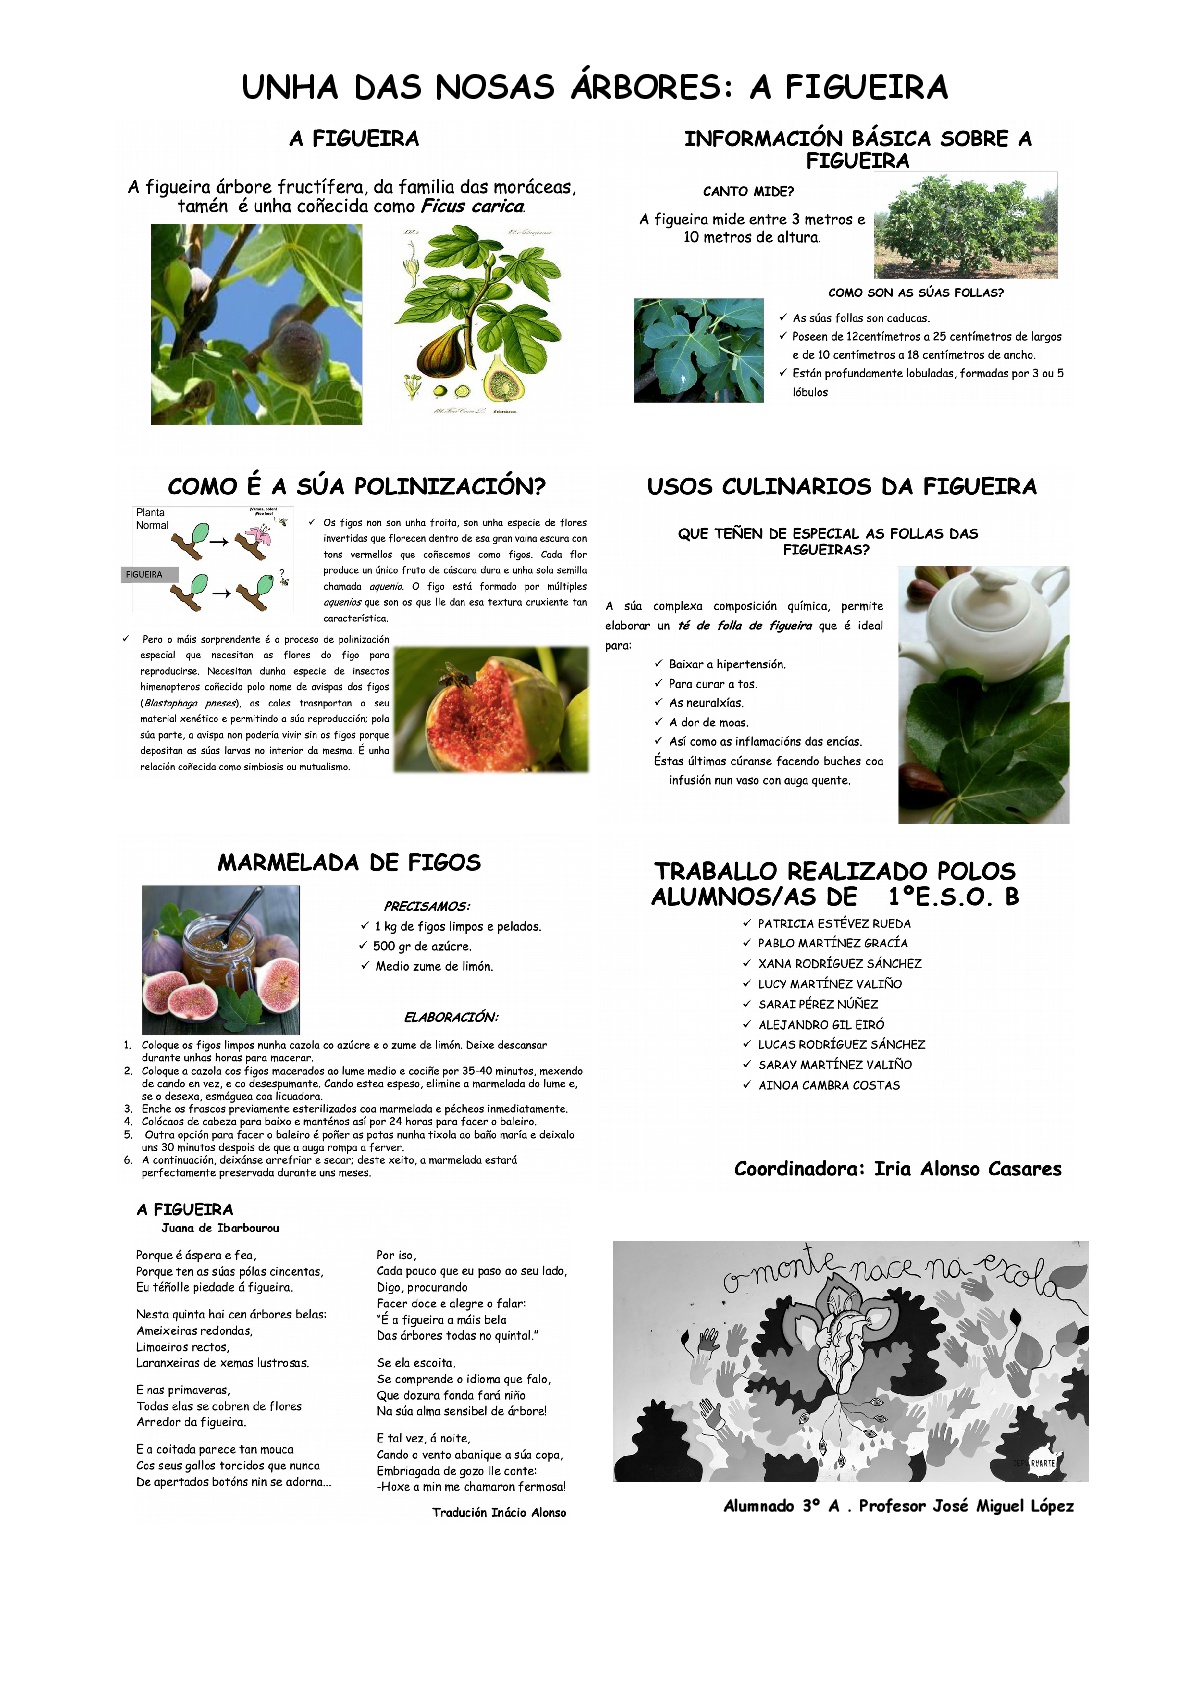 UNHA DAS NOSAS ÁRBORES: A FIGUEIRA
A FIGUEIRA
A figueira árbore fructífera, da familia das moráceas,
tamén é unha coñecida como Ficus carica.
INFORMACIÓN BÁSICA SOBRE A
FIGUEIRA
CANTO MIDE?
A figueira mide entre 3 metros e
10 metros de altura.
COMO SON AS SÚAS FOLLAS?
✓ As súas follas son caducas.
✓ Poseen de 12centímetros a 25 centímetros de largos
e de 10 centímetros a 18 centímetros de ancho.
✓ Están profundamente lobuladas, formadas por 3 ou 5
lóbulos
COMO É A SÚA POLINIZACIÓN?
Planta
Normal
FIGUEIRA
?
✓ Os figos non son unha froita, son unha especie de flores
invertidas que florecen dentro de esa gran vaina escura con
tons vermellos que coñecemos como figos. Cada flor
produce un único fruto de cáscara dura e unha sola semilla
chamada aquenio. O figo está formado por múltiples
aquenios que son os que lle dan esa textura cruxiente tan
característica.
✓ Pero o máis sorprendente é o proceso de polinización
especial que necesitan as flores do figo para
reproducirse. Necesitan dunha especie de insectos
himenopteros coñecido polo nome de avispas dos figos
(Blastophaga pneses), os cales trasnportan o seu
material xenético e permitindo a súa reproducción; pola
súa parte, a avispa non poderia vivir sin os figos porque
depositan as súas larvas no interior da mesma. É unha
relación coñecida como simbiosis ou mutualismo.
USOS CULINARIOS DA FIGUEIRA
QUE TEÑEN DE ESPECIAL AS FOLLAS DAS
FIGUEIRAS?
A súa complexa composición química, permite
elaborar un té de folla de figueira que é ideal
para:
✓ Baixar a hipertensión.
✓ Para curar a tos.
✓ As neuralxías.
✓ A dor de moas.
✓ Así como as inflamacións das encías.
Éstas últimas cúranse facendo buches coa
infusión nun vaso con auga quente.
MARMELADA DE FIGOS
PRECISAMOS:
✓ 1 kg de figos limpos e pelados.
✓ 500 gr de azúcre.
✓ Medio zume de limón.
ELABORACIÓN:
1. Coloque os figos limpos nunha cazola co azúcre e o zume de limón. Deixe descansar
durante unhas horas para macerar.
2. Coloque a cazola cos figos macerados ao lume medio e cociñe por 35-40 minutos, mexendo
de cando en vez, e co desespumante. Cando estea espeso, elimine a marmelada do lume e,
se o desexa, esmáguea coa licuadora.
3. Enche os frascos previamente esterilizados coa marmelada e pécheos inmediatamente.
4. Colócaos de cabeza para baixo e manténos así por 24 horas para facer o baleiro.
5. Outra opción para facer o baleiro é poñer as potas nunha tixola ao baño maría e deixalo
uns 30 minutos despois de que a auga rompa a ferver.
6. A continuación, deixánse arrefriar e secar; deste xeito, a marmelada estará
perfectamente preservada durante uns meses.
TRABALLO REALIZADO POLOS
ALUMNOS/AS DE 1ºE.S.O. B
✓ PATRICIA ESTÉVEZ RUEDA
✓ PABLO MARTÍNEZ GRACÍA
✓ XANA RODRÍGUEZ SÁNCHEZ
✓ LUCY MARTÍNEZ VALIÑO
✓ SARAI PÉREZ NÚÑEZ
✓ ALEJANDRO GIL EIRÓ
✓ LUCAS RODRÍGUEZ SÁNCHEZ
✓ SARAY MARTÍNEZ VALIÑO
✓ AINOA CAMBRA COSTAS
Coordinadora: Iria Alonso Casares
A FIGUEIRA
Juana de Ibarbourou
Porque é áspera e fea,
Porque ten as súas pólas cincentas,
Eu téñolle piedade á figueira.
Nesta quinta hai cen árbores belas:
Ameixeiras redondas,
Limoeiros rectos,
Laranxeiras de xemas lustrosas.
E nas primaveras,
Todas elas se cobren de flores
Arredor da figueira.
E a coitada parece tan mouca
Cos seus gallos torcidos que nunca
De apertados botóns nin se adorna...
Por iso,
Cada pouco que eu paso ao seu lado,
Digo, procurando
Facer doce e alegre o falar:
“É a figueira a máis bela
Das árbores todas no quintal.”
Se ela escoita,
Se comprende o idioma que falo,
Que dozura fonda fará niño
Na súa alma sensibel de árbore!
E tal vez, á noite,
Cando o vento abanique a súa copa,
Embriagada de gozo lle conte:
-Hoxe a min me chamaron fermosa!
Tradución Inácio Alonso
o monte nace na escola
Alumnado 3º A . Profesor José Miguel López